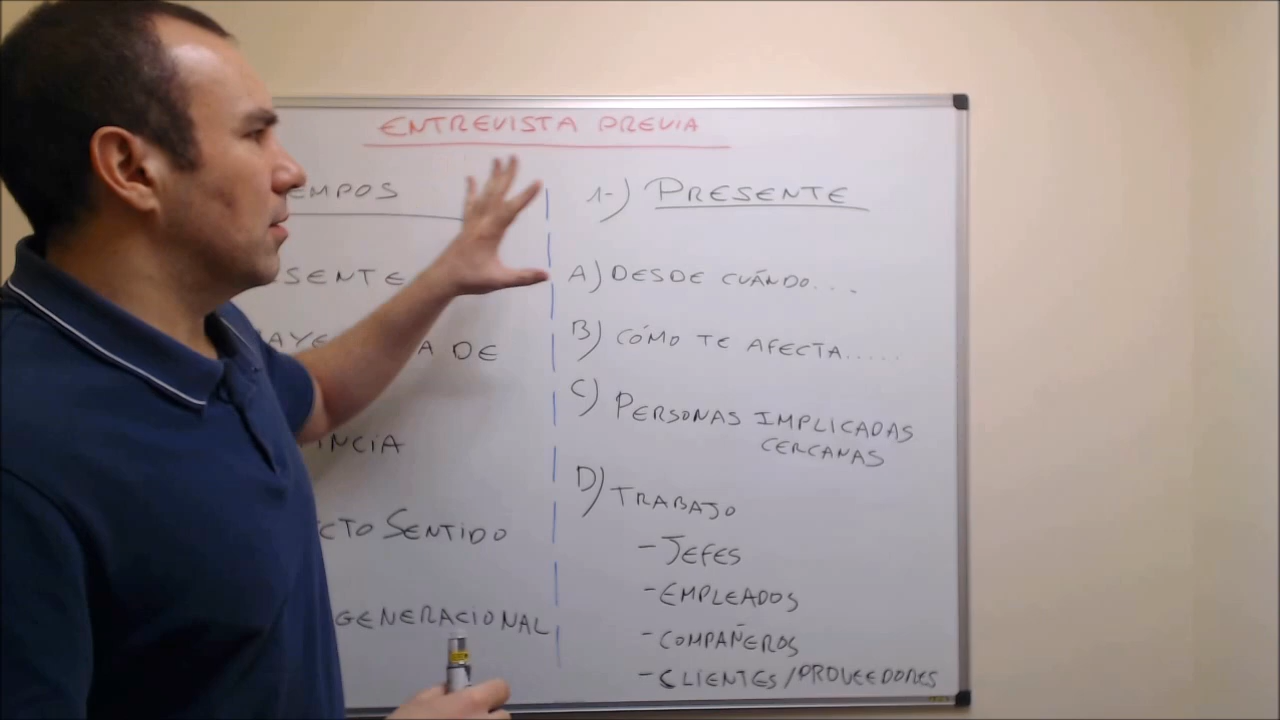 ENTREVISTA PREVIA
EMPOS
SENTE
AYE A DE
NCIA
CTO SENTIDO
GENERACIONAL
1-) PRESENTE
A) DESDE CUÁNDO...
B) CÓMO TE AFECTA.....
C) PERSONAS IMPLICADAS
CERCANAS
D) TRABAJO
- JEFES
- EMPLEADOS
- COMPAÑEROS
- CLIENTES/PROVEEDORES